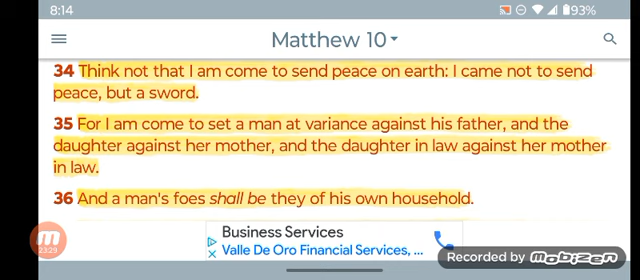 8:14
93%
Matthew 10
34 Think not that I am come to send peace on earth: I came not to send
peace, but a sword.
35 For I am come to set a man at variance against his father, and the
daughter against her mother, and the daughter in law against her mother
in law.
36 And a man's foes shall be they of his own household.
M
23:29
Business Services
Valle De Oro Financial Services, ...
Recorded by MOBIZEN